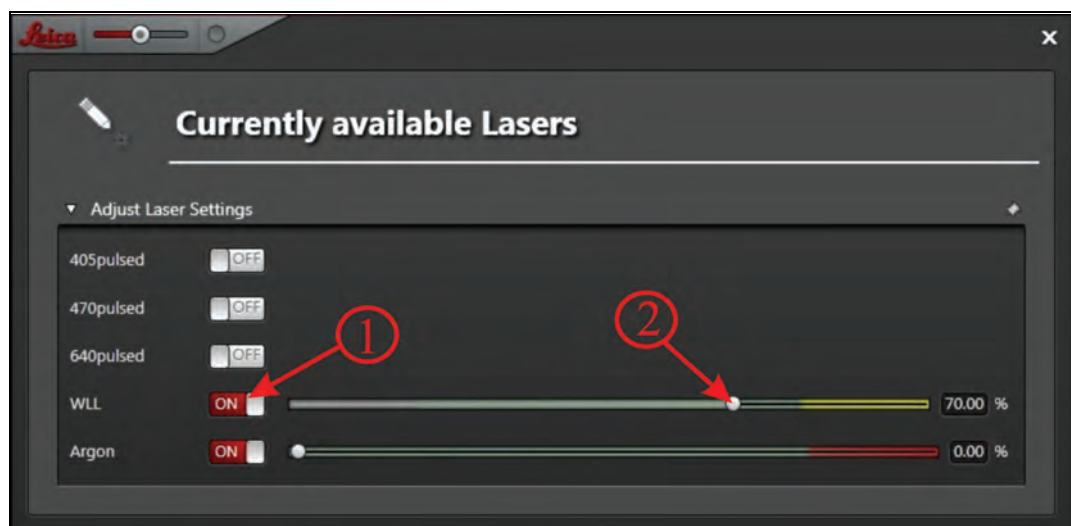 Leica
×
Currently available Lasers
Adjust Laser Settings
405pulsed OFF
470pulsed OFF
1
2
640pulsed OFF
WLL ON 70.00 %
Argon ON 0.00 %